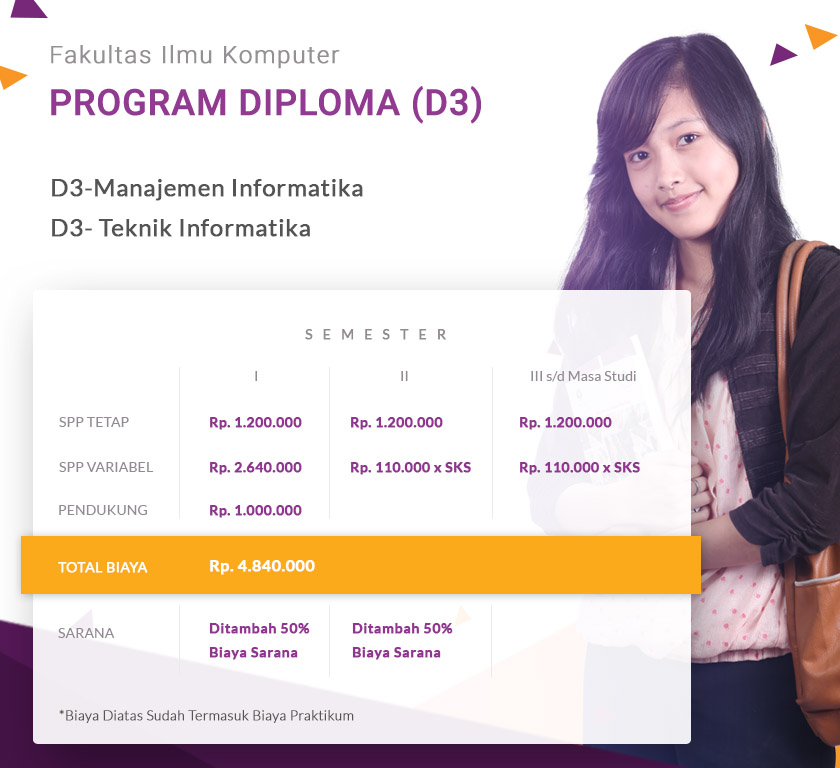 Fakultas Ilmu Komputer
PROGRAM DIPLOMA (D3)
D3-Manajemen Informatika
D3- Teknik Informatika
SEMESTER
I II III s/d Masa Studi
SPP TETAP Rp. 1.200.000 Rp. 1.200.000 Rp. 1.200.000
SPP VARIABEL Rp. 2.640.000 Rp. 110.000 x SKS Rp. 110.000 x SKS
PENDUKUNG Rp. 1.000.000
TOTAL BIAYA Rp. 4.840.000
SARANA Ditambah 50% Biaya Sarana Ditambah 50% Biaya Sarana
*Biaya Diatas Sudah Termasuk Biaya Praktikum